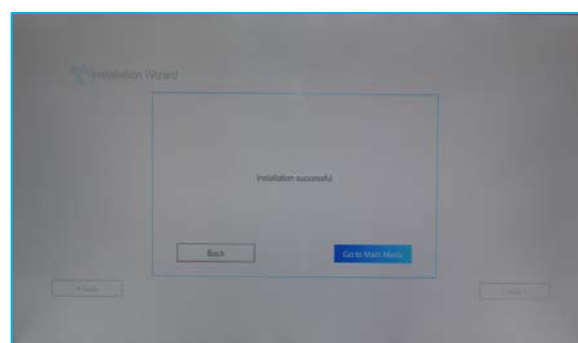 Installation Wizard
Installation successful
Back
Go to Main Menu